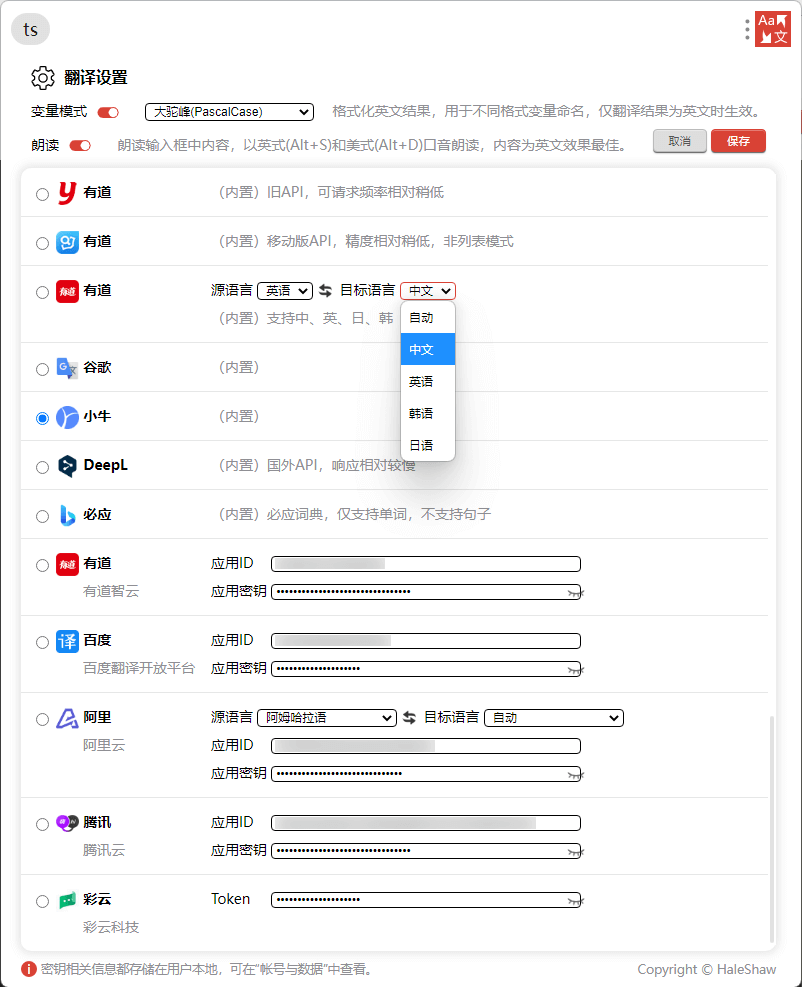 ts
Aa 文
翻译设置
变量模式 大驼峰(PascalCase) 格式化英文结果，用于不同格式变量命名，仅翻译结果为英文时生效。
朗读 朗读输入框中内容，以英式(Alt+S)和美式(Alt+D)口音朗读，内容为英文效果最佳。 取消 保存
y 有道 （内置）旧API，可请求频率相对稍低
有道 （内置）移动版API，精度相对稍低，非列表模式
有道 有道 源语言 英语 目标语言 中文
（内置）支持中、英、日、韩
自动
中文
英语
韩语
日语
G 文 谷歌 （内置）
小牛 （内置）
DeepL （内置）国外API，响应相对较慢
必应 （内置）必应词典，仅支持单词，不支持句子
有道 有道 应用ID
有道智云 应用密钥
译 百度 应用ID
百度翻译开放平台 应用密钥
阿里 源语言 阿姆哈拉语 目标语言 自动
阿里云 应用ID
应用密钥
腾讯 应用ID
腾讯云 应用密钥
彩云 Token
彩云科技
密钥相关信息都存储在用户本地，可在“帐号与数据”中查看。 Copyright © HaleShaw